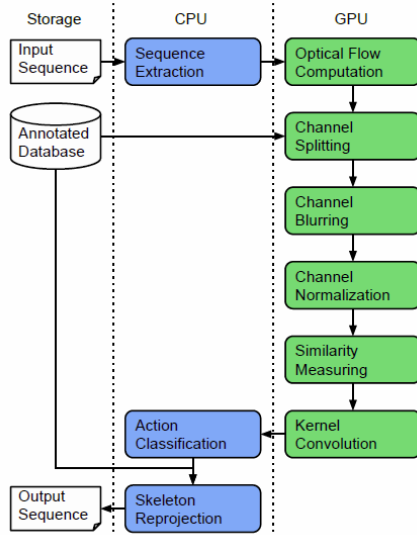 Storage
CPU
GPU
Input
Sequence
Sequence
Extraction
Optical Flow
Computation
Annotated
Database
Channel
Splitting
Channel
Blurring
Channel
Normalization
Similarity
Measuring
Action
Classification
Kernel
Convolution
Output
Sequence
Skeleton
Reprojection